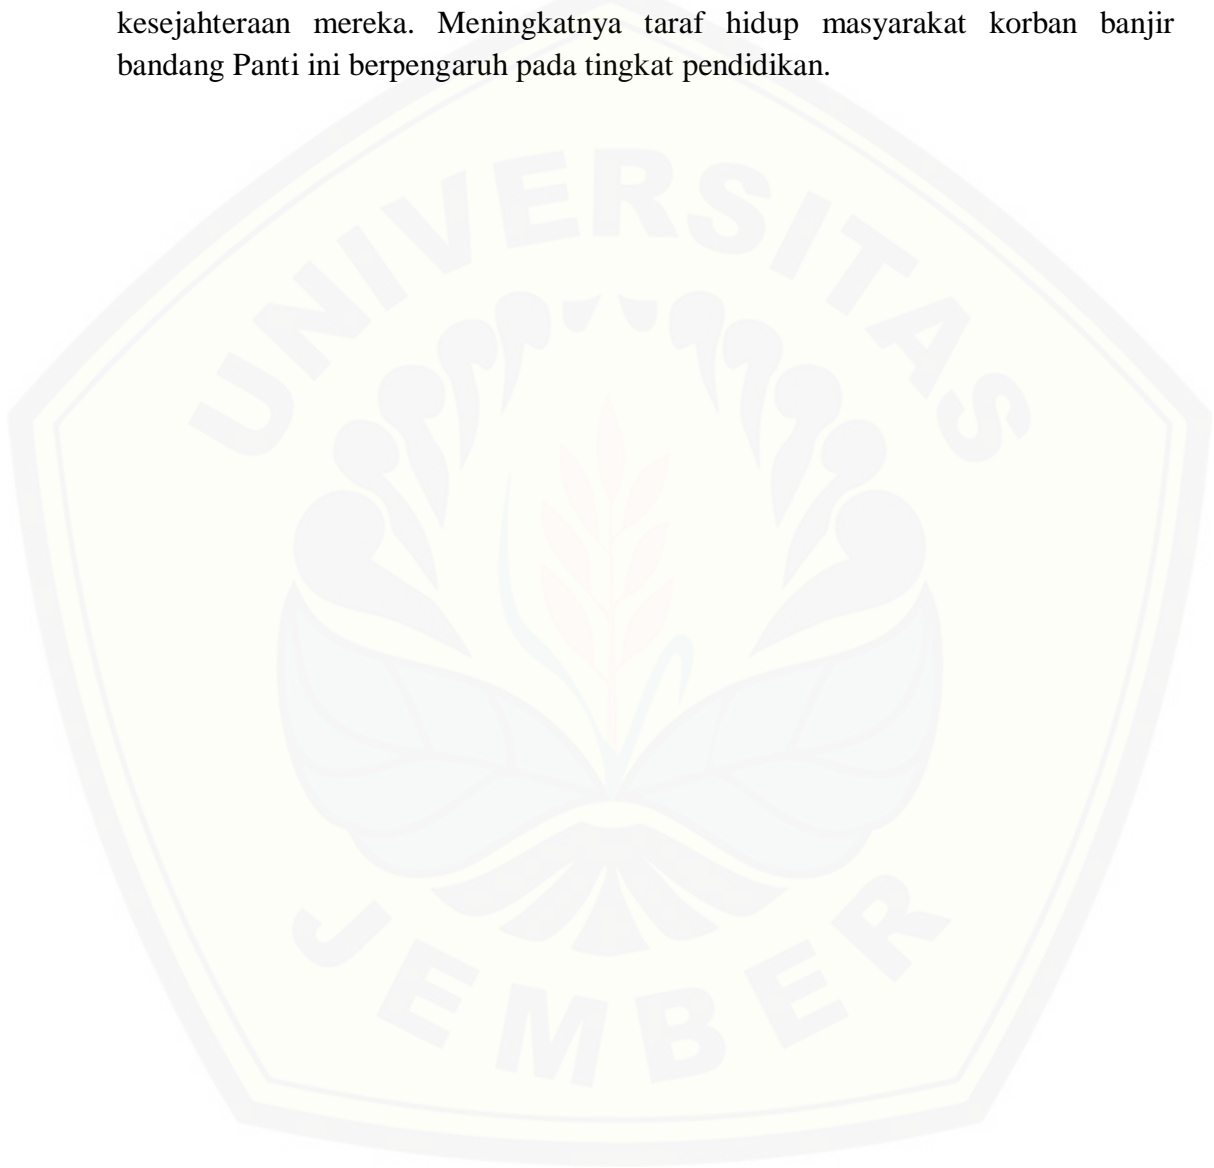 kesejahteraan mereka. Meningkatnya taraf hidup masyarakat korban banjir
bandang Panti ini berpengaruh pada tingkat pendidikan.
UNIVERSITAS
JEMBER